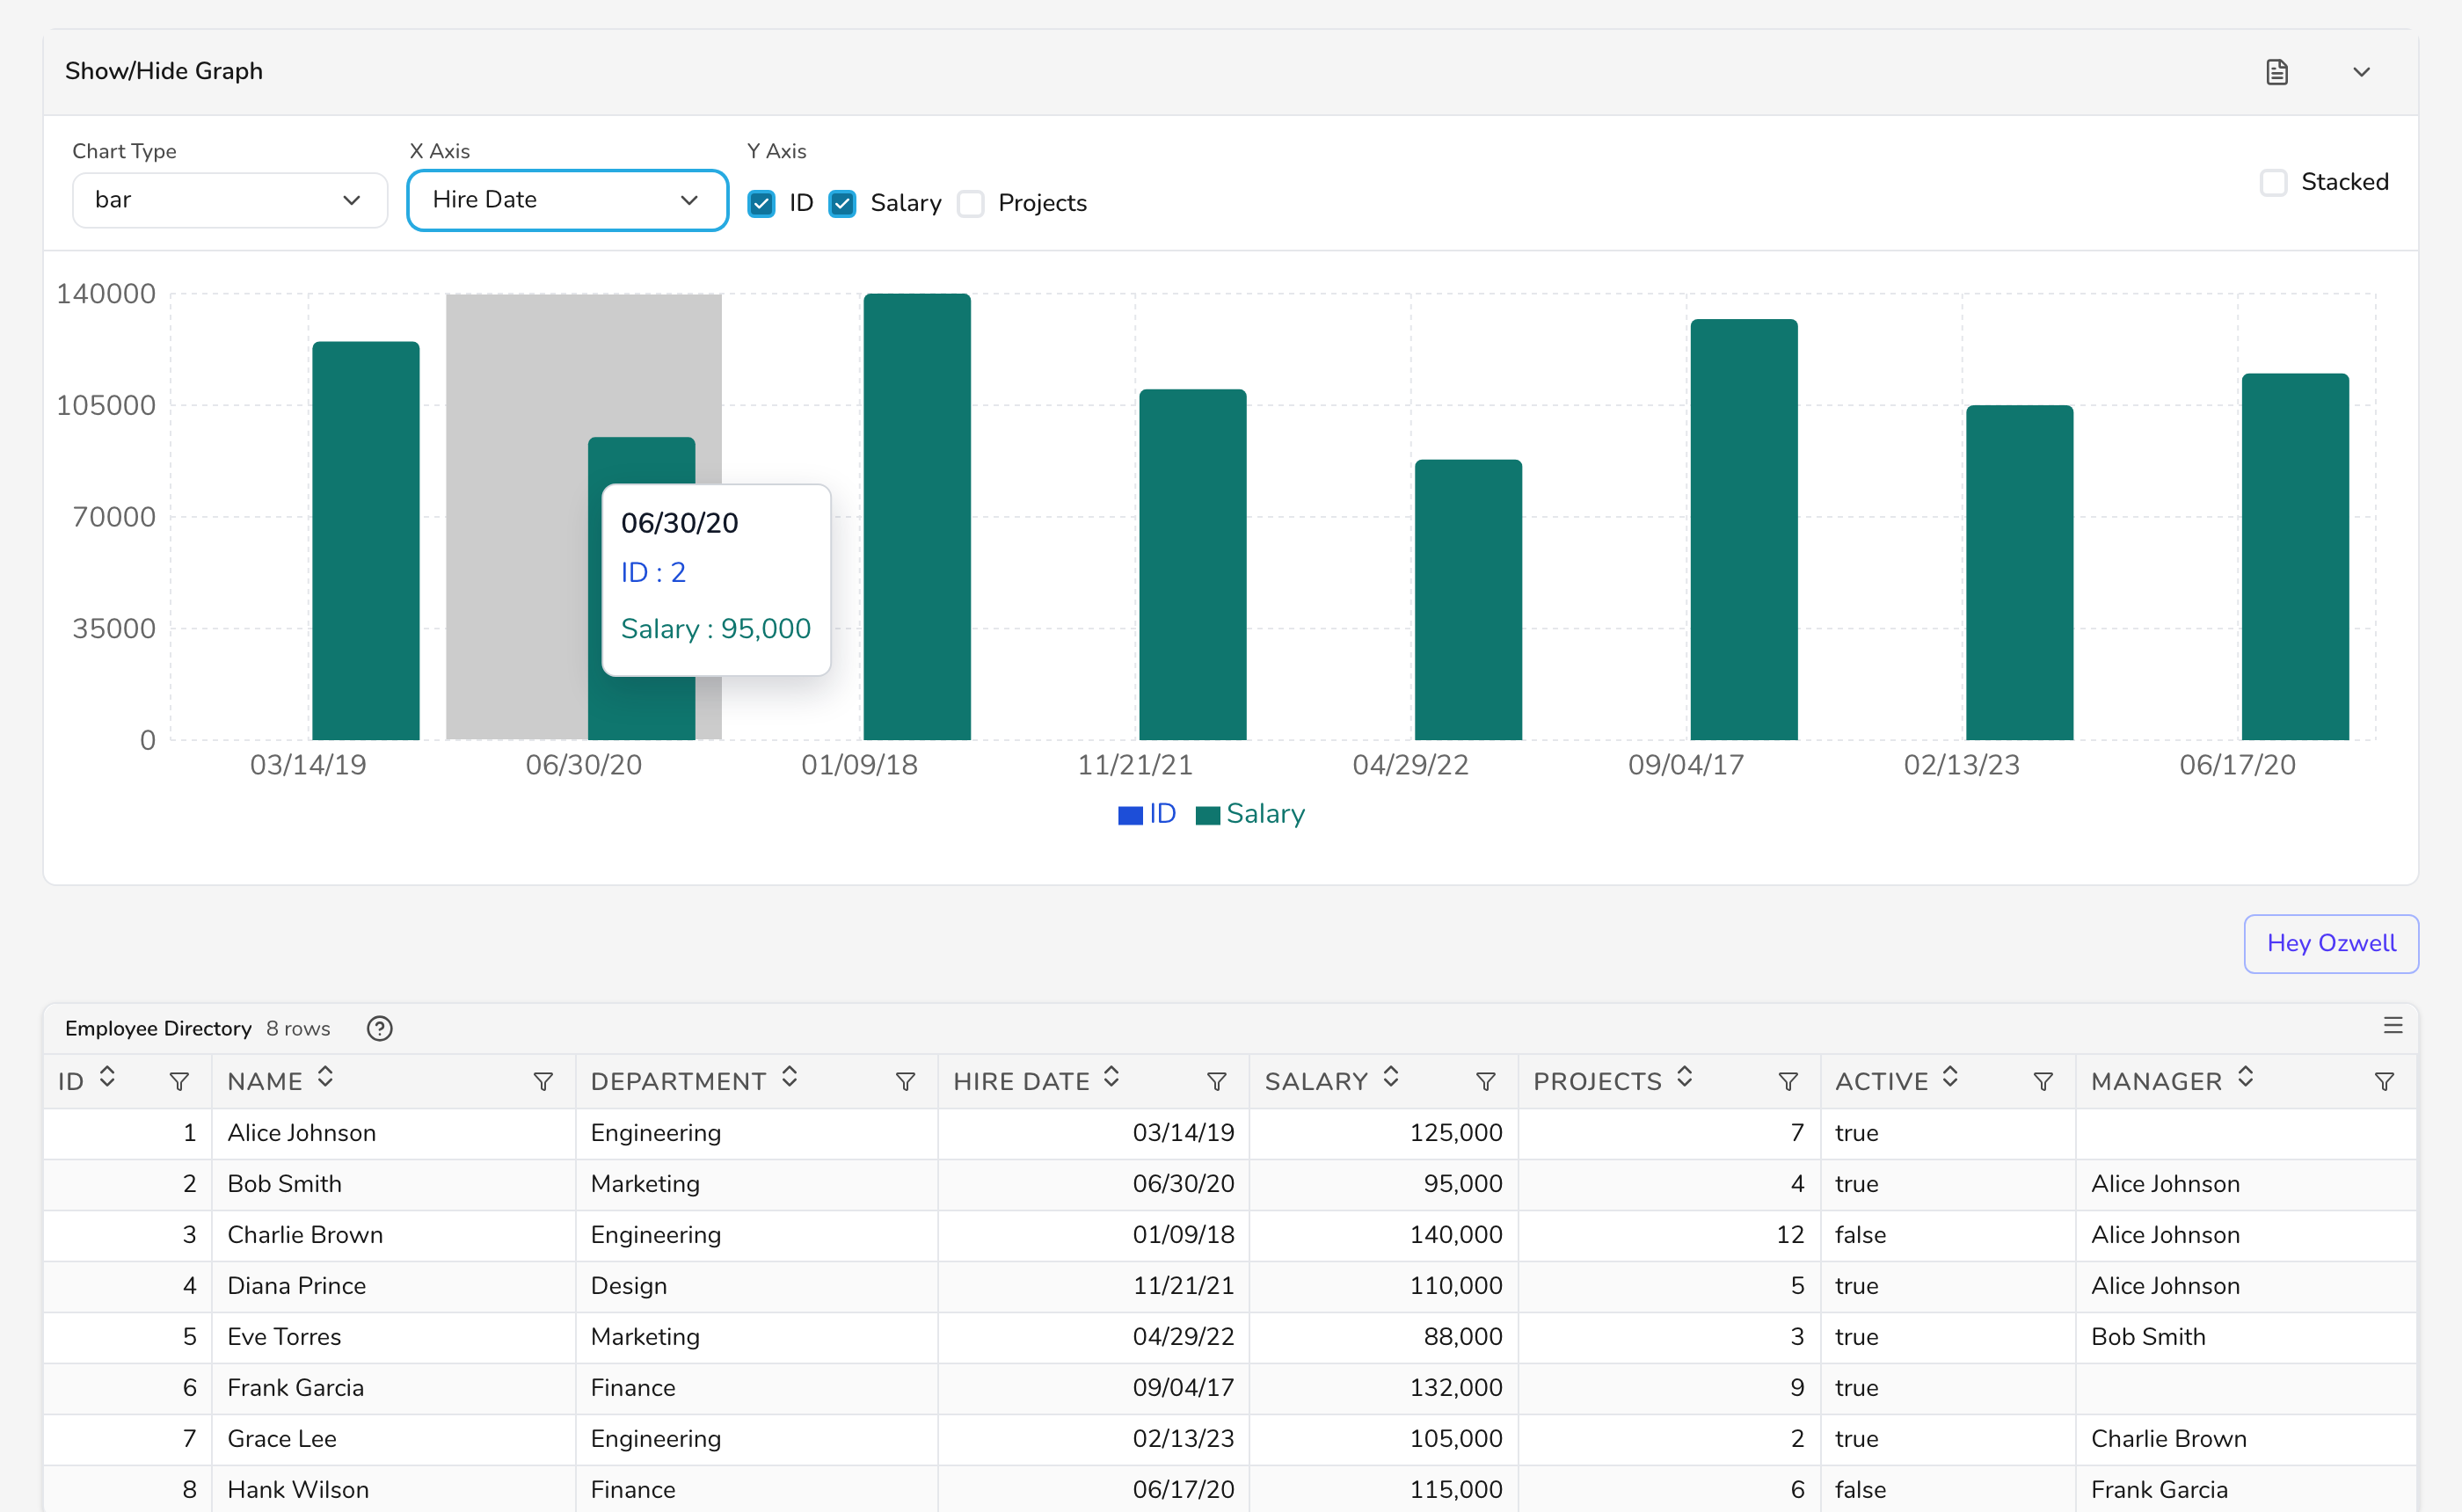 Show/Hide Graph
Chart Type X Axis Y Axis
bar Hire Date ID Salary Projects Stacked
140000
105000
70000
35000
0
06/30/20
ID : 2
Salary : 95,000
03/14/19 06/30/20 01/09/18 11/21/21 04/29/22 09/04/17 02/13/23 06/17/20
ID Salary
Hey Ozwell
Employee Directory 8 rows ?
ID NAME DEPARTMENT HIRE DATE SALARY PROJECTS ACTIVE MANAGER
1 Alice Johnson Engineering 03/14/19 125,000 7 true
2 Bob Smith Marketing 06/30/20 95,000 4 true Alice Johnson
3 Charlie Brown Engineering 01/09/18 140,000 12 false Alice Johnson
4 Diana Prince Design 11/21/21 110,000 5 true Alice Johnson
5 Eve Torres Marketing 04/29/22 88,000 3 true Bob Smith
6 Frank Garcia Finance 09/04/17 132,000 9 true
7 Grace Lee Engineering 02/13/23 105,000 2 true Charlie Brown
8 Hank Wilson Finance 06/17/20 115,000 6 false Frank Garcia